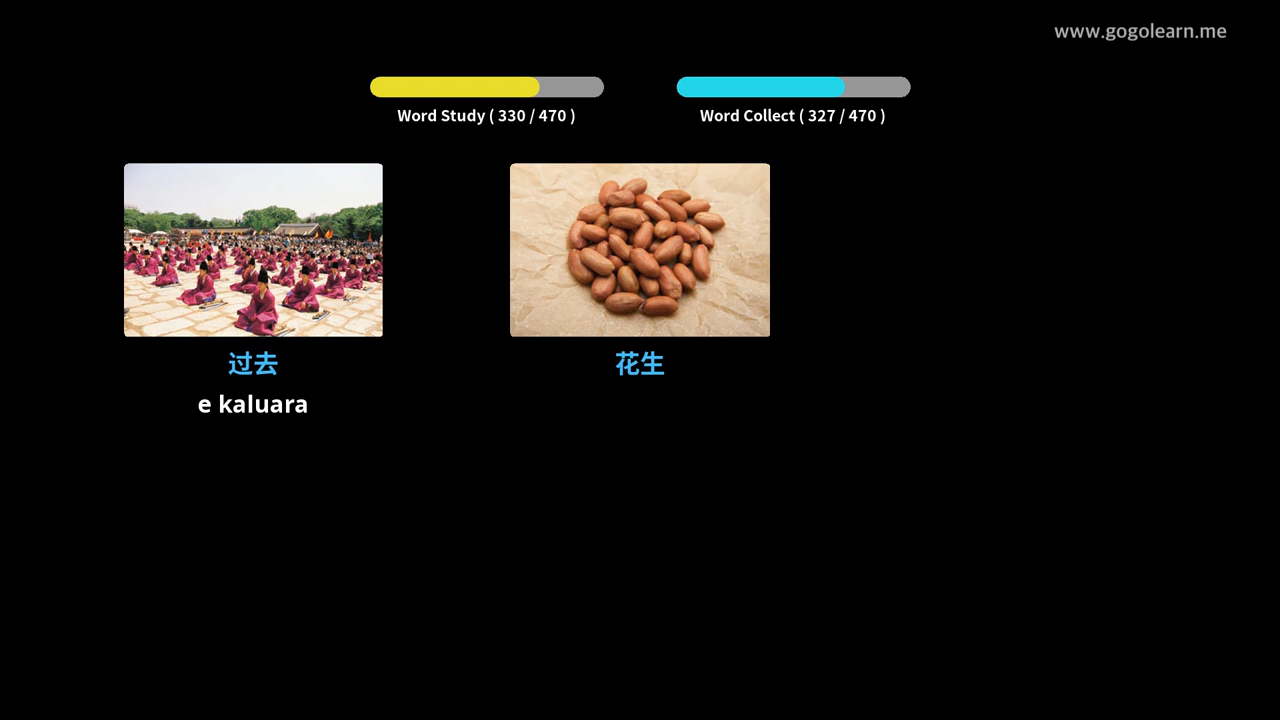 www.gogolearn.me
Word Study ( 330 / 470 )
Word Collect ( 327 / 470 )
过去
花生
e kaluara